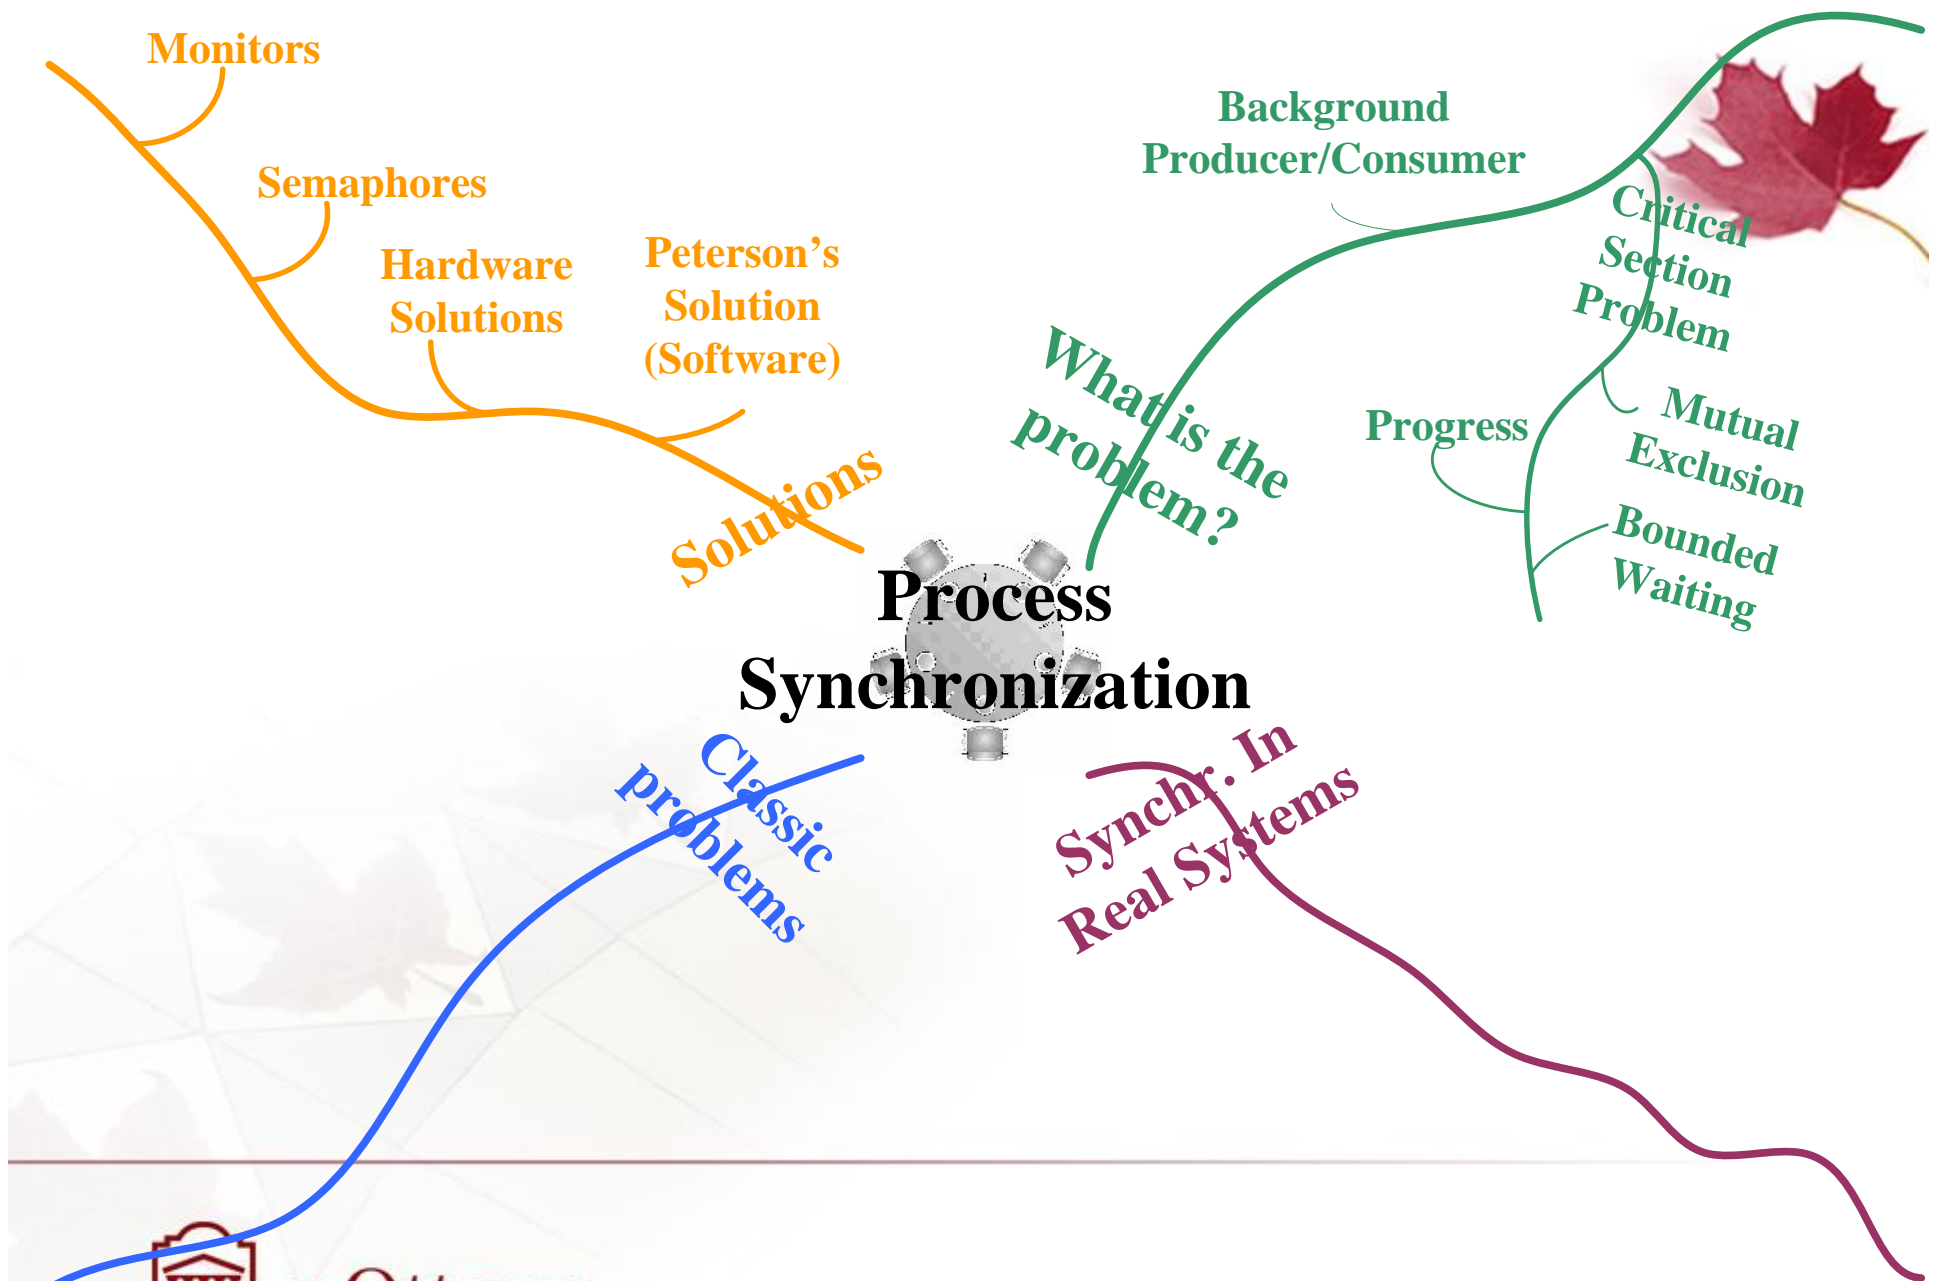 Monitors
Semaphores
Hardware
Solutions
Peterson’s
Solution
(Software)
Solutions
Background
Producer/Consumer
Critical
Section
Problem
What is the
problem?
Progress
Mutual
Exclusion
Bounded
Waiting
Process
Synchronization
Classic
problems
Synchr. In
Real Systems